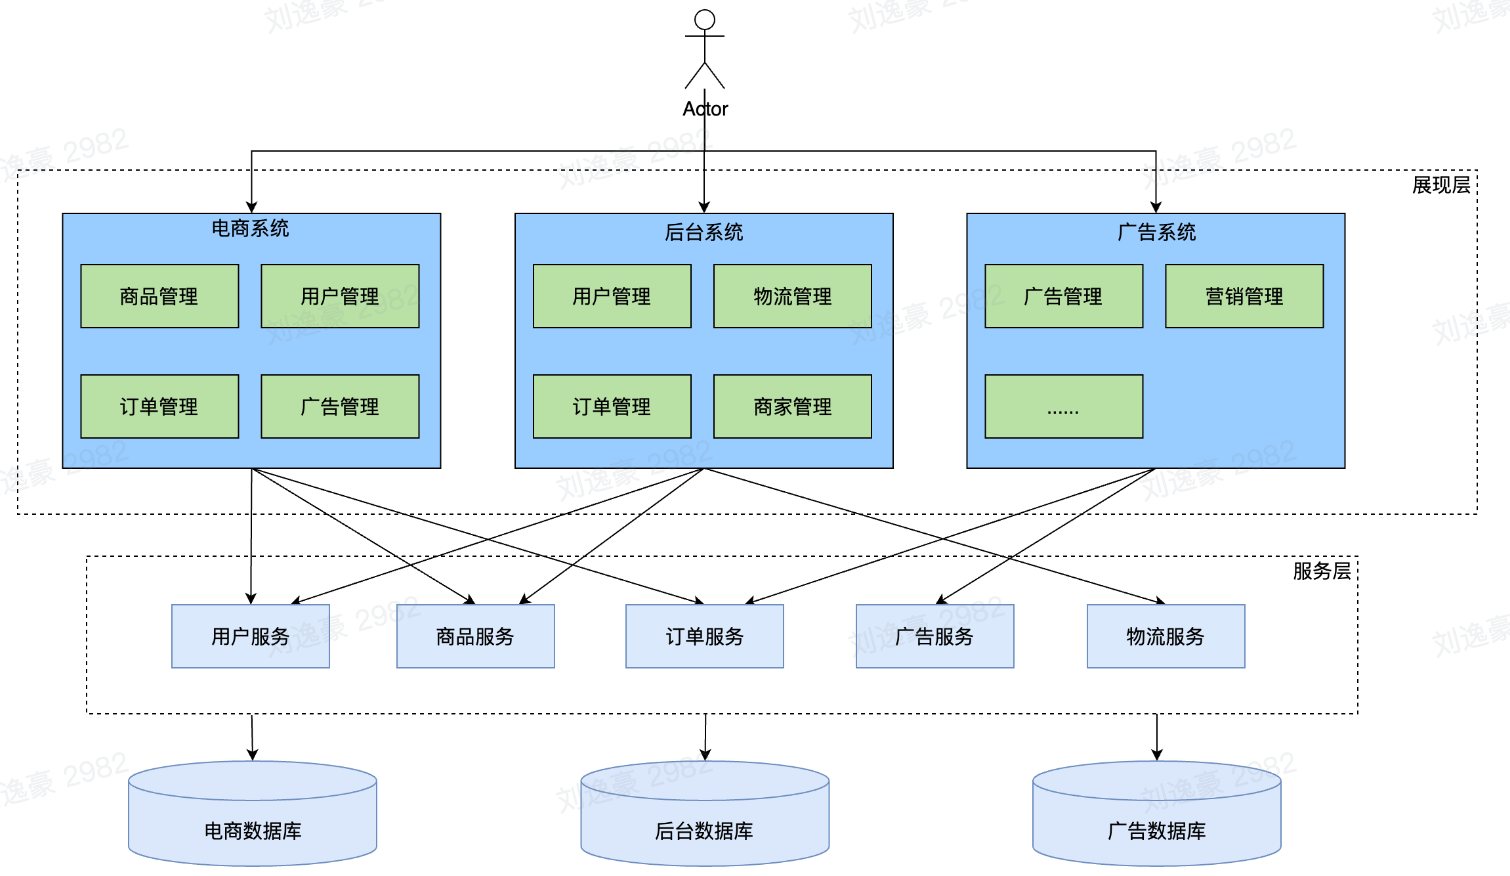 Actor
展现层
电商系统
商品管理
用户管理
订单管理
广告管理
后台系统
用户管理
物流管理
订单管理
商家管理
广告系统
广告管理
营销管理
......
服务层
用户服务
商品服务
订单服务
广告服务
物流服务
电商数据库
后台数据库
广告数据库
刘逸豪 2982